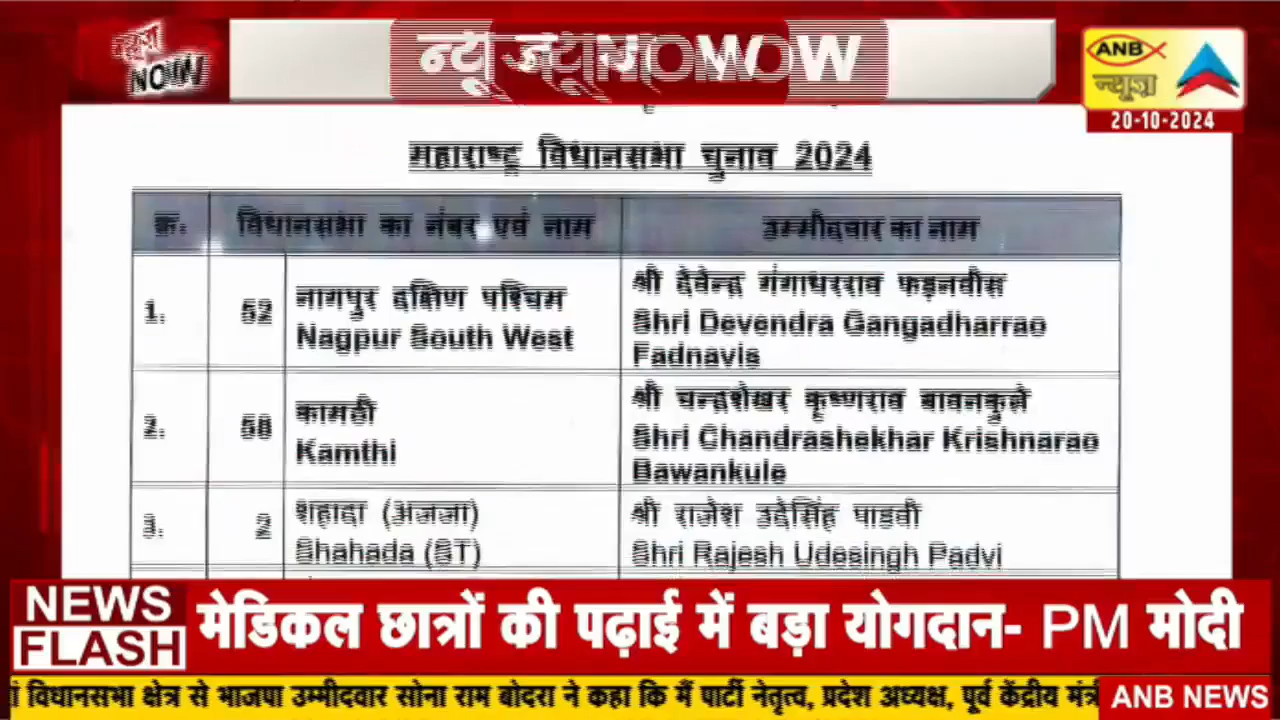 न्यूज़ NOW
ANB
न्यूज़
20-10-2024
महाराष्ट्र विधानसभा चुनाव 2024
क्र. विधानसभा का नंबर एवं नाम उम्मीदवार का नाम
1. 52 नागपुर दक्षिण पश्चिम श्री देवेन्द्र गंगाधरराव फड़नवीस
Nagpur South West Shri Devendra Gangadharrao
Fadnavis
2. 58 कामठी श्री चन्द्रशेखर कृष्णराव बावनकुले
Kamthi Shri Chandrashekhar Krishnarao
Bawankule
3. 2 शहादा (अजजा) श्री राजेश उदेसिंह पाडवी
Shahada (ST) Shri Rajesh Udesingh Padvi
NEWS
FLASH
मेडिकल छात्रों की पढ़ाई में बड़ा योगदान- PM मोदी
विधानसभा क्षेत्र से भाजपा उम्मीदवार सोना राम बोदरा ने कहा कि मैं पार्टी नेतृत्व, प्रदेश अध्यक्ष, पूर्व केंद्रीय
ANB NEWS